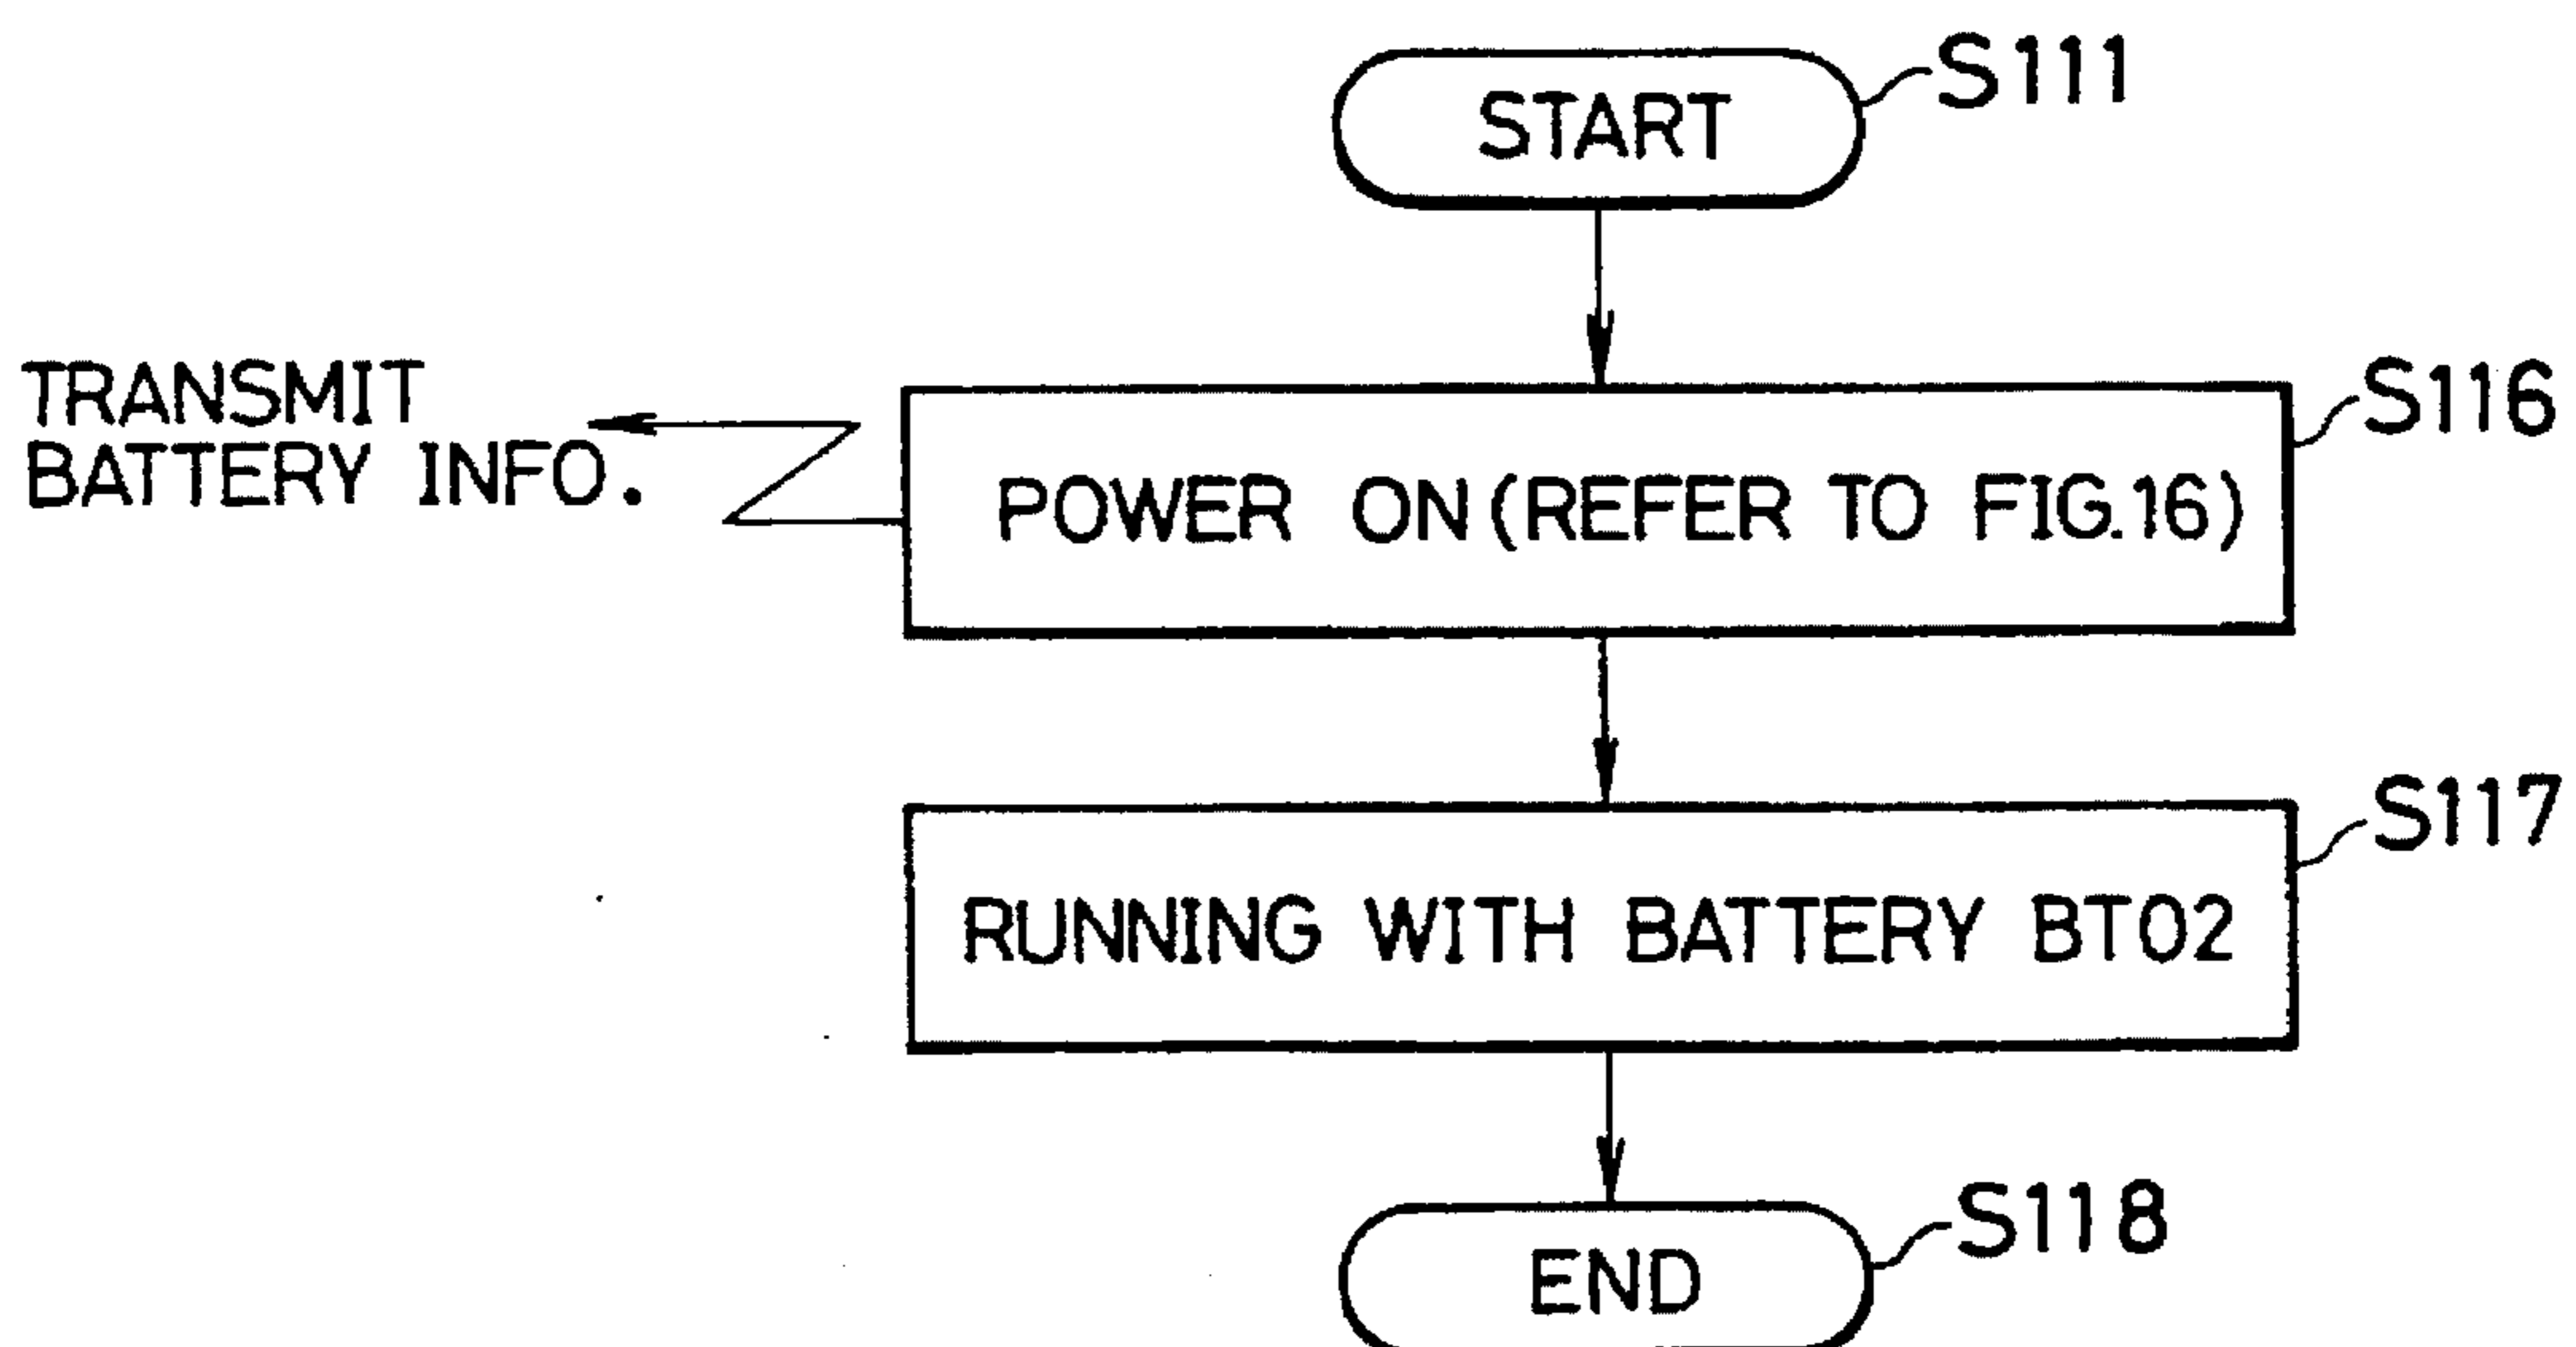 START
S111
TRANSMIT
BATTERY INFO.
POWER ON (REFER TO FIG.16)
S116
RUNNING WITH BATTERY BT02
S117
END
S118